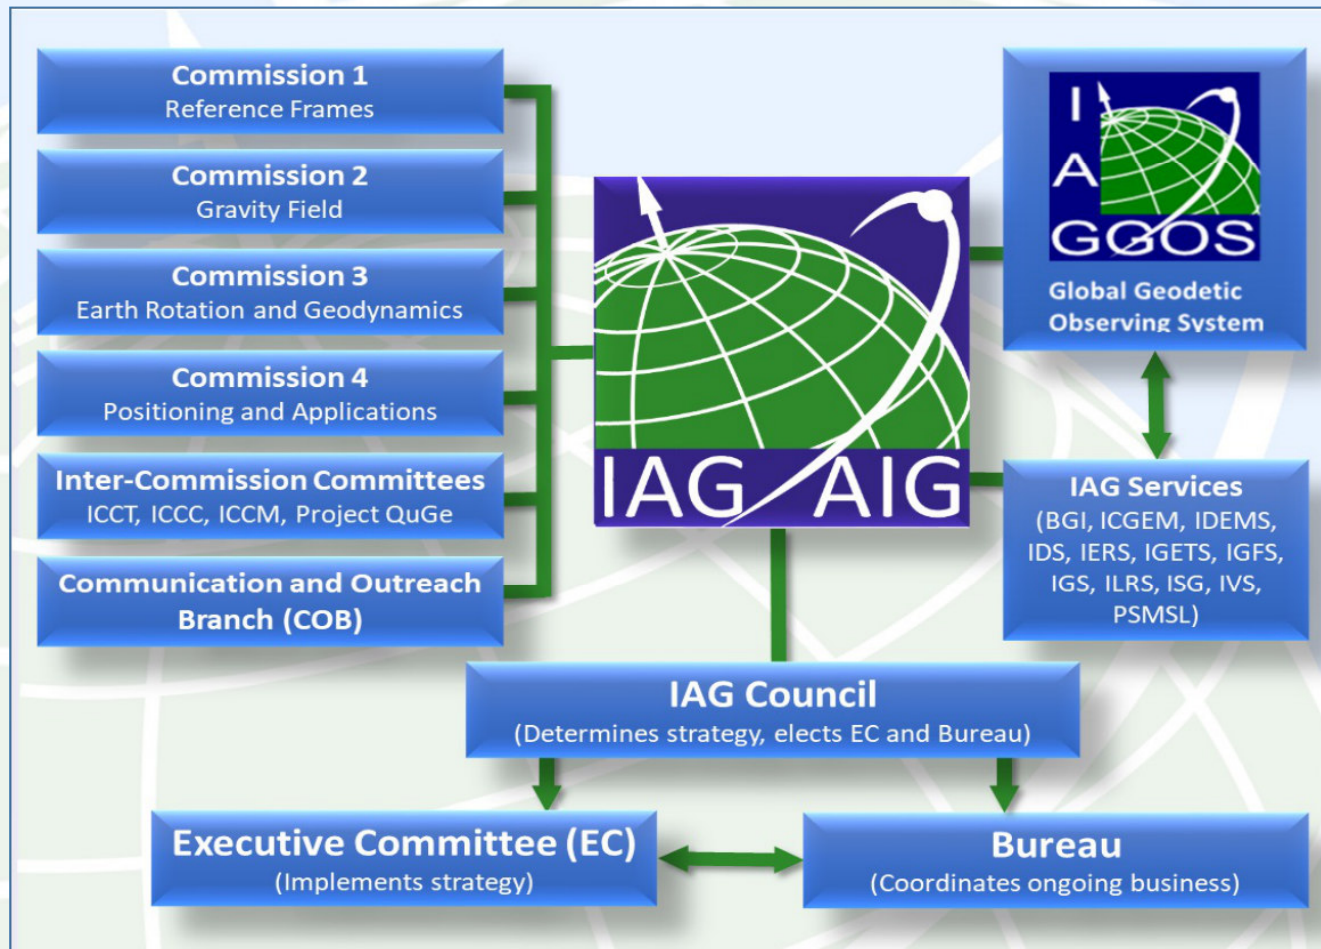 Commission 1
Reference Frames
Commission 2
Gravity Field
Commission 3
Earth Rotation and Geodynamics
Commission 4
Positioning and Applications
Inter-Commission Committees
ICCT, ICCC, ICCM, Project QuGe
Communication and Outreach
Branch (COB)
IAG AIG
I
A
GGOS
Global Geodetic
Observing System
IAG Services
(BGI, ICGEM, IDEMS,
IDS, IERS, IGETS, IGFS,
IGS, ILRS, ISG, IVS,
PSMSL)
IAG Council
(Determines strategy, elects EC and Bureau)
Executive Committee (EC)
(Implements strategy)
Bureau
(Coordinates ongoing business)